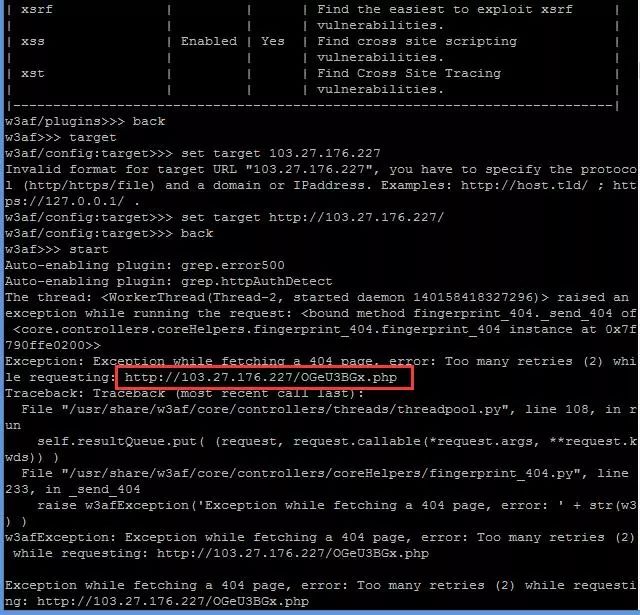 | xsrf | | | Find the easiest to exploit xsrf |
| | | | vulnerabilities. |
| xss | Enabled | Yes | Find cross site scripting |
| | | | vulnerabilities. |
| xst | | | Find Cross Site Tracing |
| | | | vulnerabilities. |
|---------------------------------------------------------------------------|
w3af/plugins>>> back
w3af>>> target
w3af/config:target>>> set target 103.27.176.227
Invalid format for target URL "103.27.176.227", you have to specify the protoco
l (http/https/file) and a domain or IPaddress. Examples: http://host.tld/ ; htt
ps://127.0.0.1/ .
w3af/config:target>>> set target http://103.27.176.227/
w3af/config:target>>> back
w3af>>> start
Auto-enabling plugin: grep.error500
Auto-enabling plugin: grep.httpAuthDetect
The thread: <WorkerThread(Thread-2, started daemon 140158418327296)> raised an
exception while running the request: <bound method fingerprint_404._send_404 of
<core.controllers.coreHelpers.fingerprint_404.fingerprint_404 instance at 0x7f
790ffe0200>>
Exception: Exception while fetching a 404 page, error: Too many retries (2) whi
le requesting: http://103.27.176.227/OGeU3BGx.php
Traceback: Traceback (most recent call last):
File "/usr/share/w3af/core/controllers/threads/threadpool.py", line 108, in r
un
self.resultQueue.put( (request, request.callable(*request.args, **request.k
wds)) )
File "/usr/share/w3af/core/controllers/coreHelpers/fingerprint_404.py", line
233, in _send_404
raise w3afException('Exception while fetching a 404 page, error: ' + str(w3
) )
w3afException: Exception while fetching a 404 page, error: Too many retries (2)
while requesting: http://103.27.176.227/OGeU3BGx.php
Exception while fetching a 404 page, error: Too many retries (2) while requesti
ng: http://103.27.176.227/OGeU3BGx.php